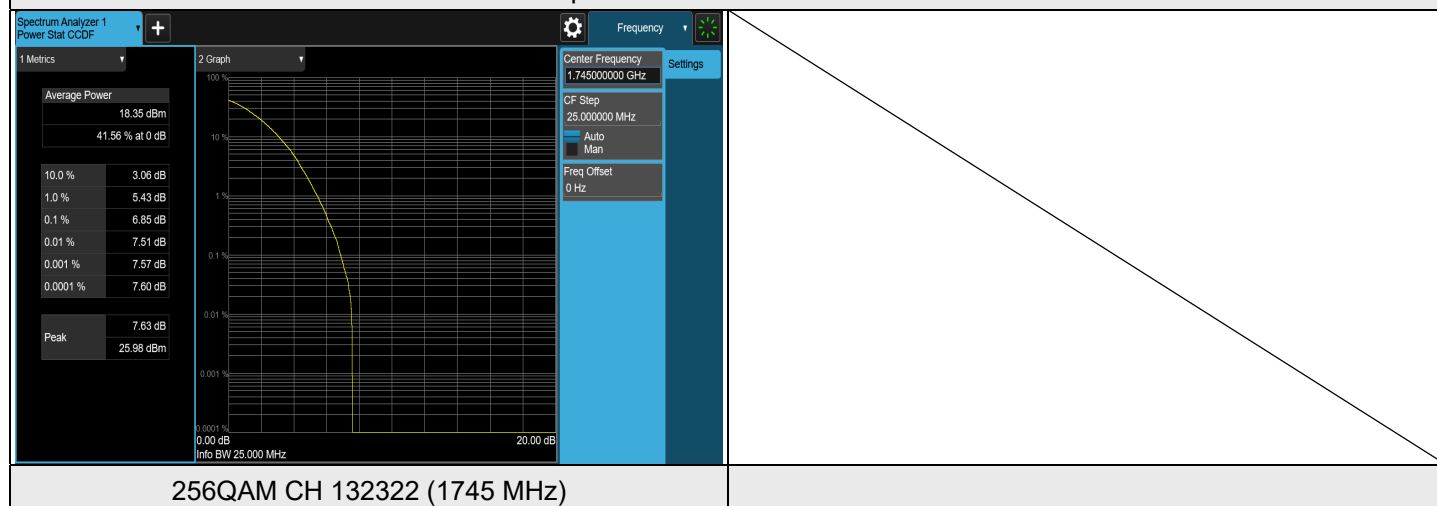 Spectrum Analyzer 1
Power Stat CCDF
Frequency
1 Metrics
2 Graph
Center Frequency
1.745000000 GHz
Settings
CF Step
25.000000 MHz
Auto
Man
Freq Offset
0 Hz
Average Power
18.35 dBm
41.56 % at 0 dB
10.0 % 3.06 dB
1.0 % 5.43 dB
0.1 % 6.85 dB
0.01 % 7.51 dB
0.001 % 7.57 dB
0.0001 % 7.60 dB
Peak
7.63 dB
25.98 dBm
100 %
10 %
1 %
0.1 %
0.01 %
0.001 %
0.0001 %
0.00 dB 20.00 dB
Info BW 25.000 MHz
256QAM CH 132322 (1745 MHz)